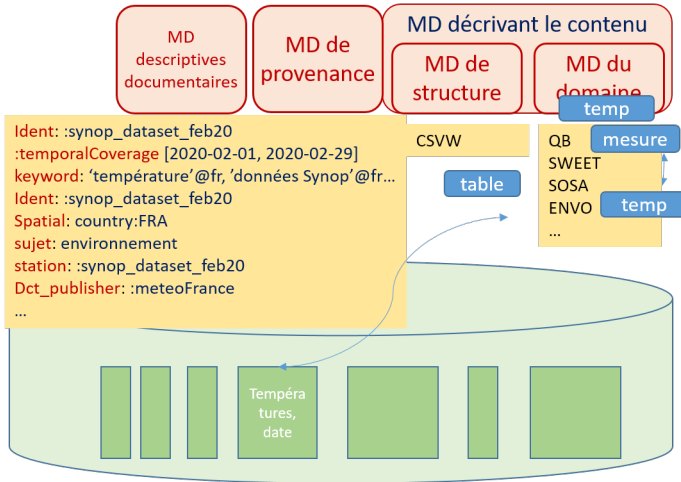 MD
descriptives
documentaires
MD de
provenance
MD décrivant le contenu
MD de
structure
MD du
domaine
temp
Ident: :synop_dataset_feb20
:temporalCoverage [2020-02-01, 2020-02-29]
keyword: ‘température’@fr, ’données Synop’@fr…
Ident: :synop_dataset_feb20
Spatial: country:FRA
sujet: environnement
station: :synop_dataset_feb20
Dct_publisher: :meteoFrance
…
CSVW
table
QB
mesure
SWEET
SOSA
ENVO
temp
…
Tempéra
tures,
date